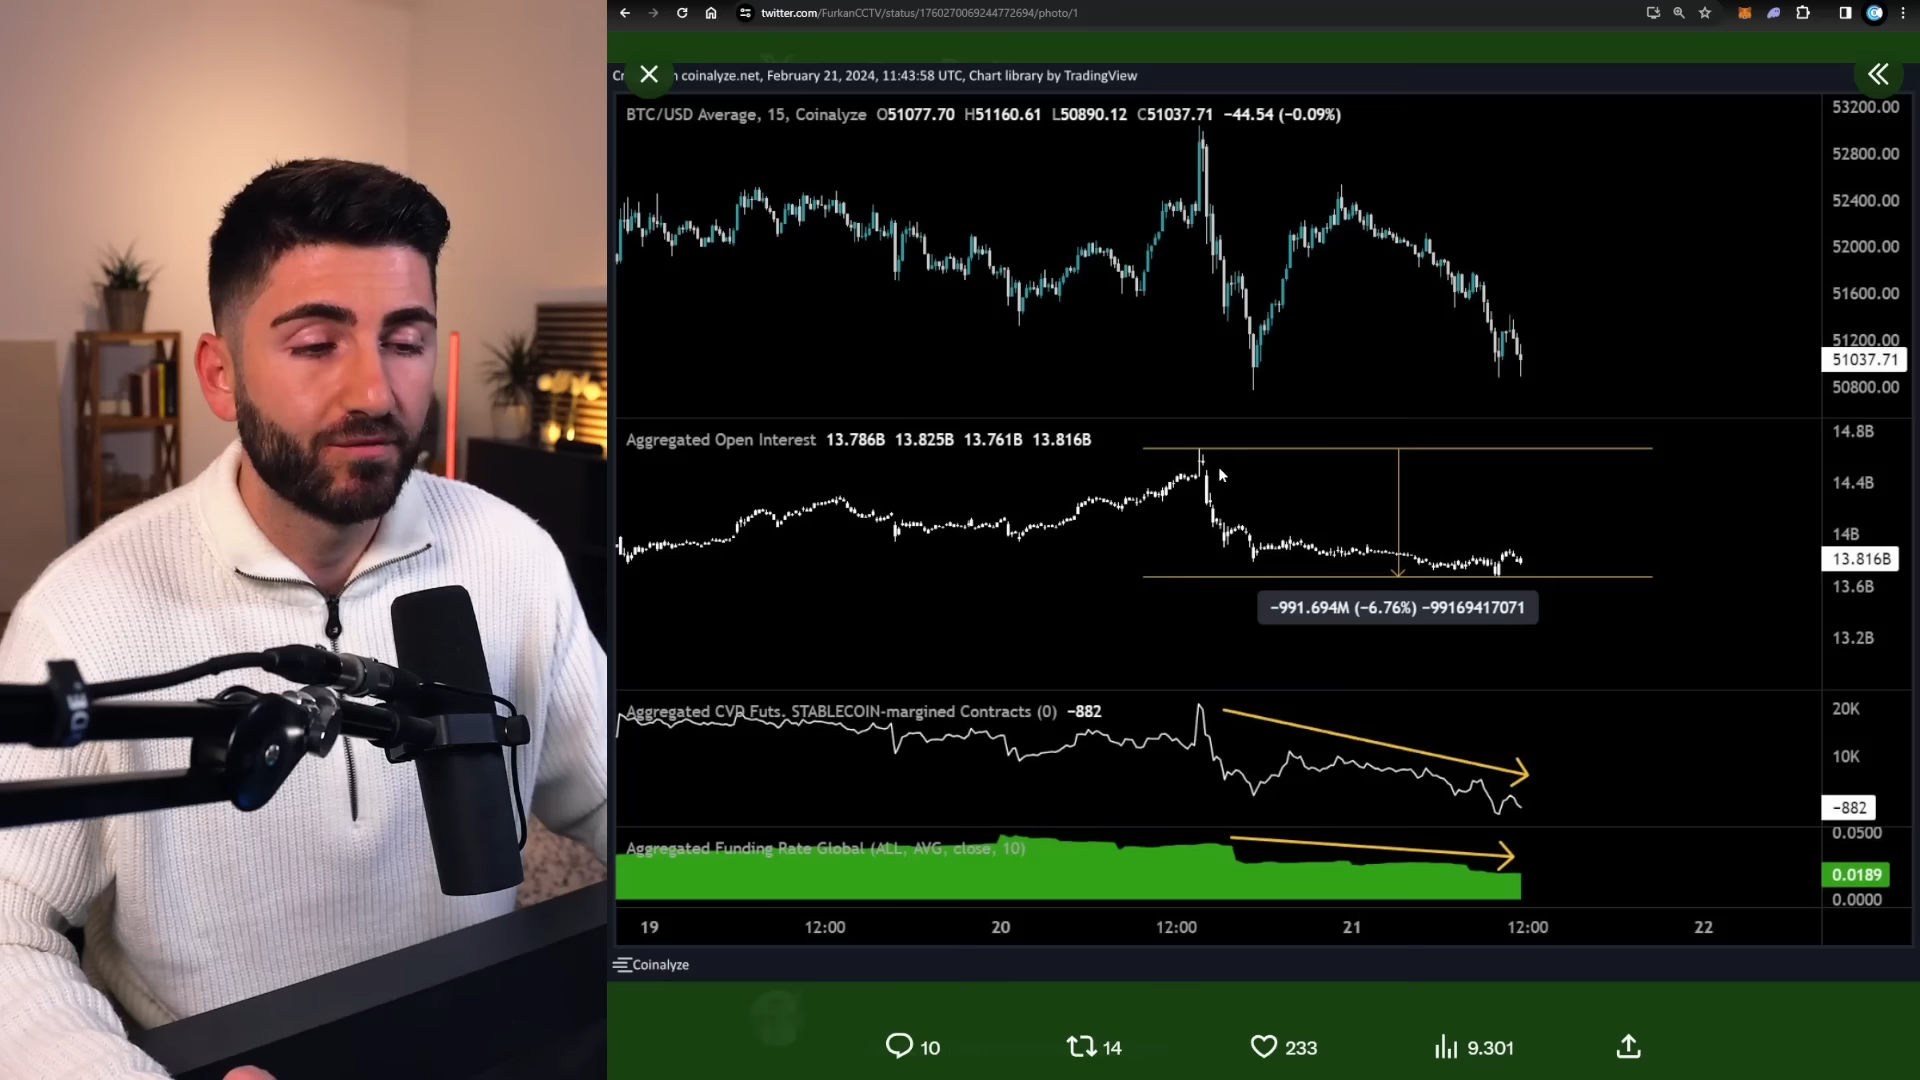 twitter.com/FurkanCCTV/status/1760270069244772694/photo/1
coinalyze.net, February 21, 2024, 11:43:58 UTC, Chart library by TradingView
BTC/USD Average, 15, Coinalyze O51077.70 H51160.61 L50890.12 C51037.71 −44.54 (−0.09%)
53200.00
52800.00
52400.00
52000.00
51600.00
51200.00
51037.71
50800.00
Aggregated Open Interest 13.786B 13.825B 13.761B 13.816B
14.8B
14.4B
14B
13.816B
13.6B
13.2B
−991.694M (−6.76%) −99169417071
Aggregated CVD Futs. STABLECOIN-margined Contracts (0) −882
20K
10K
−882
Aggregated Funding Rate Global (ALL, AVG, close, 10)
0.0500
0.0189
0.0000
19 12:00 20 12:00 21 12:00 22
Coinalyze
10 14 233 9.301